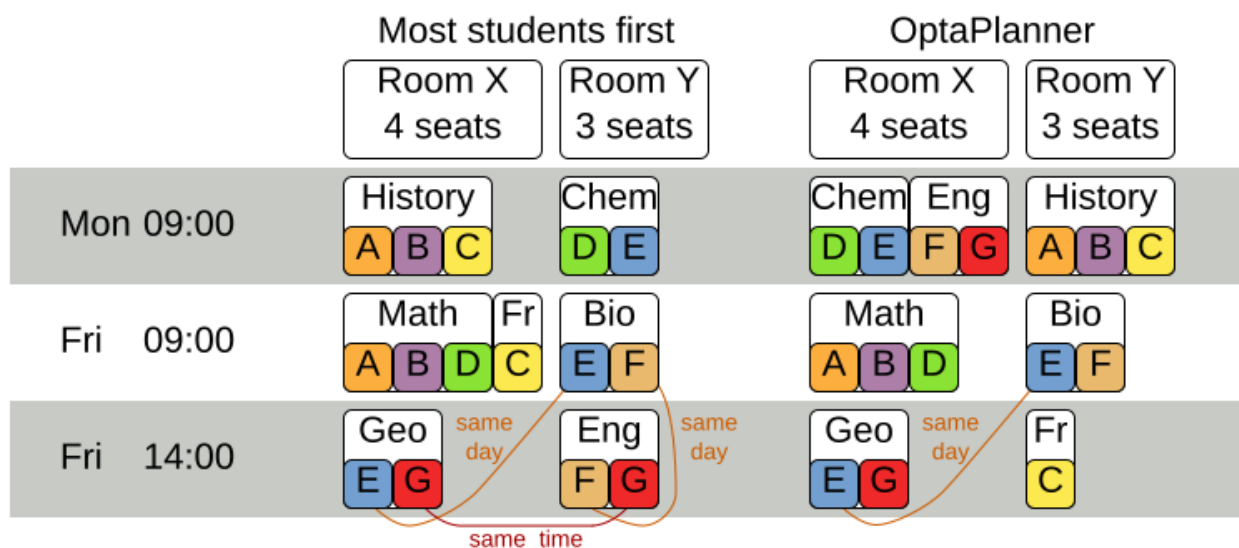 Most students first OptaPlanner
Room X Room Y Room X Room Y
4 seats 3 seats 4 seats 3 seats
History Chem Chem Eng History
Mon 09:00
A B C D E D E F G A B C
Math Fr Bio Math Bio
Fri 09:00
A B D C E F A B D E F
Geo same day Eng same day Geo same day Fr
Fri 14:00
E G F G E G C
same time